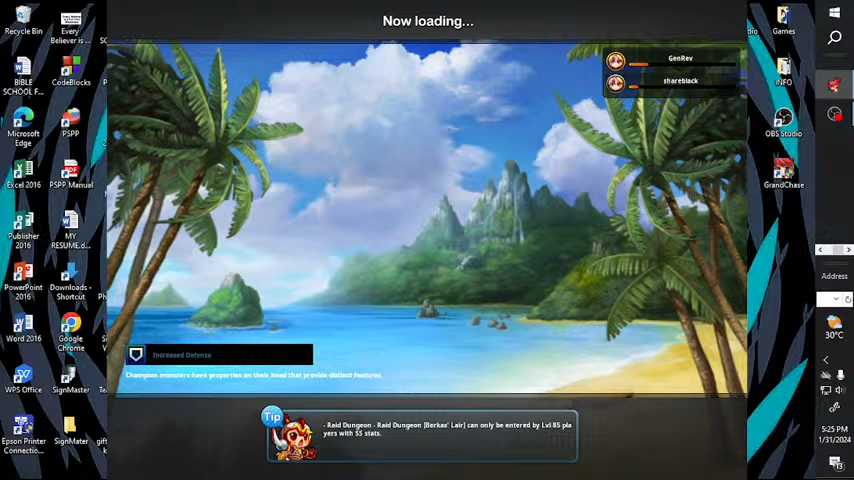 Now loading...
GenRev
shareblack
Increased Defense
Champion monsters have properties on their head that provide distinct features.
Tip
- Raid Dungeon - Raid Dungeon [Berkas' Lair] can only be entered by Lvl 85 pla
yers with SS stats.
Recycle Bin
Every
Believer is ...
BIBLE
SCHOOL F...
CodeBlocks
Microsoft
Edge
PSPP
Excel 2016
PSPP Manual
Publisher
2016
MY
RESUME.d...
PowerPoint
2016
Downloads -
Shortcut
Word 2016
Google
Chrome
WPS Office
SignMaster
Epson Printer
Connectio...
SignMater
Games
INFO
OBS Studio
GrandChase
Address
30°C
5:25 PM
1/31/2024